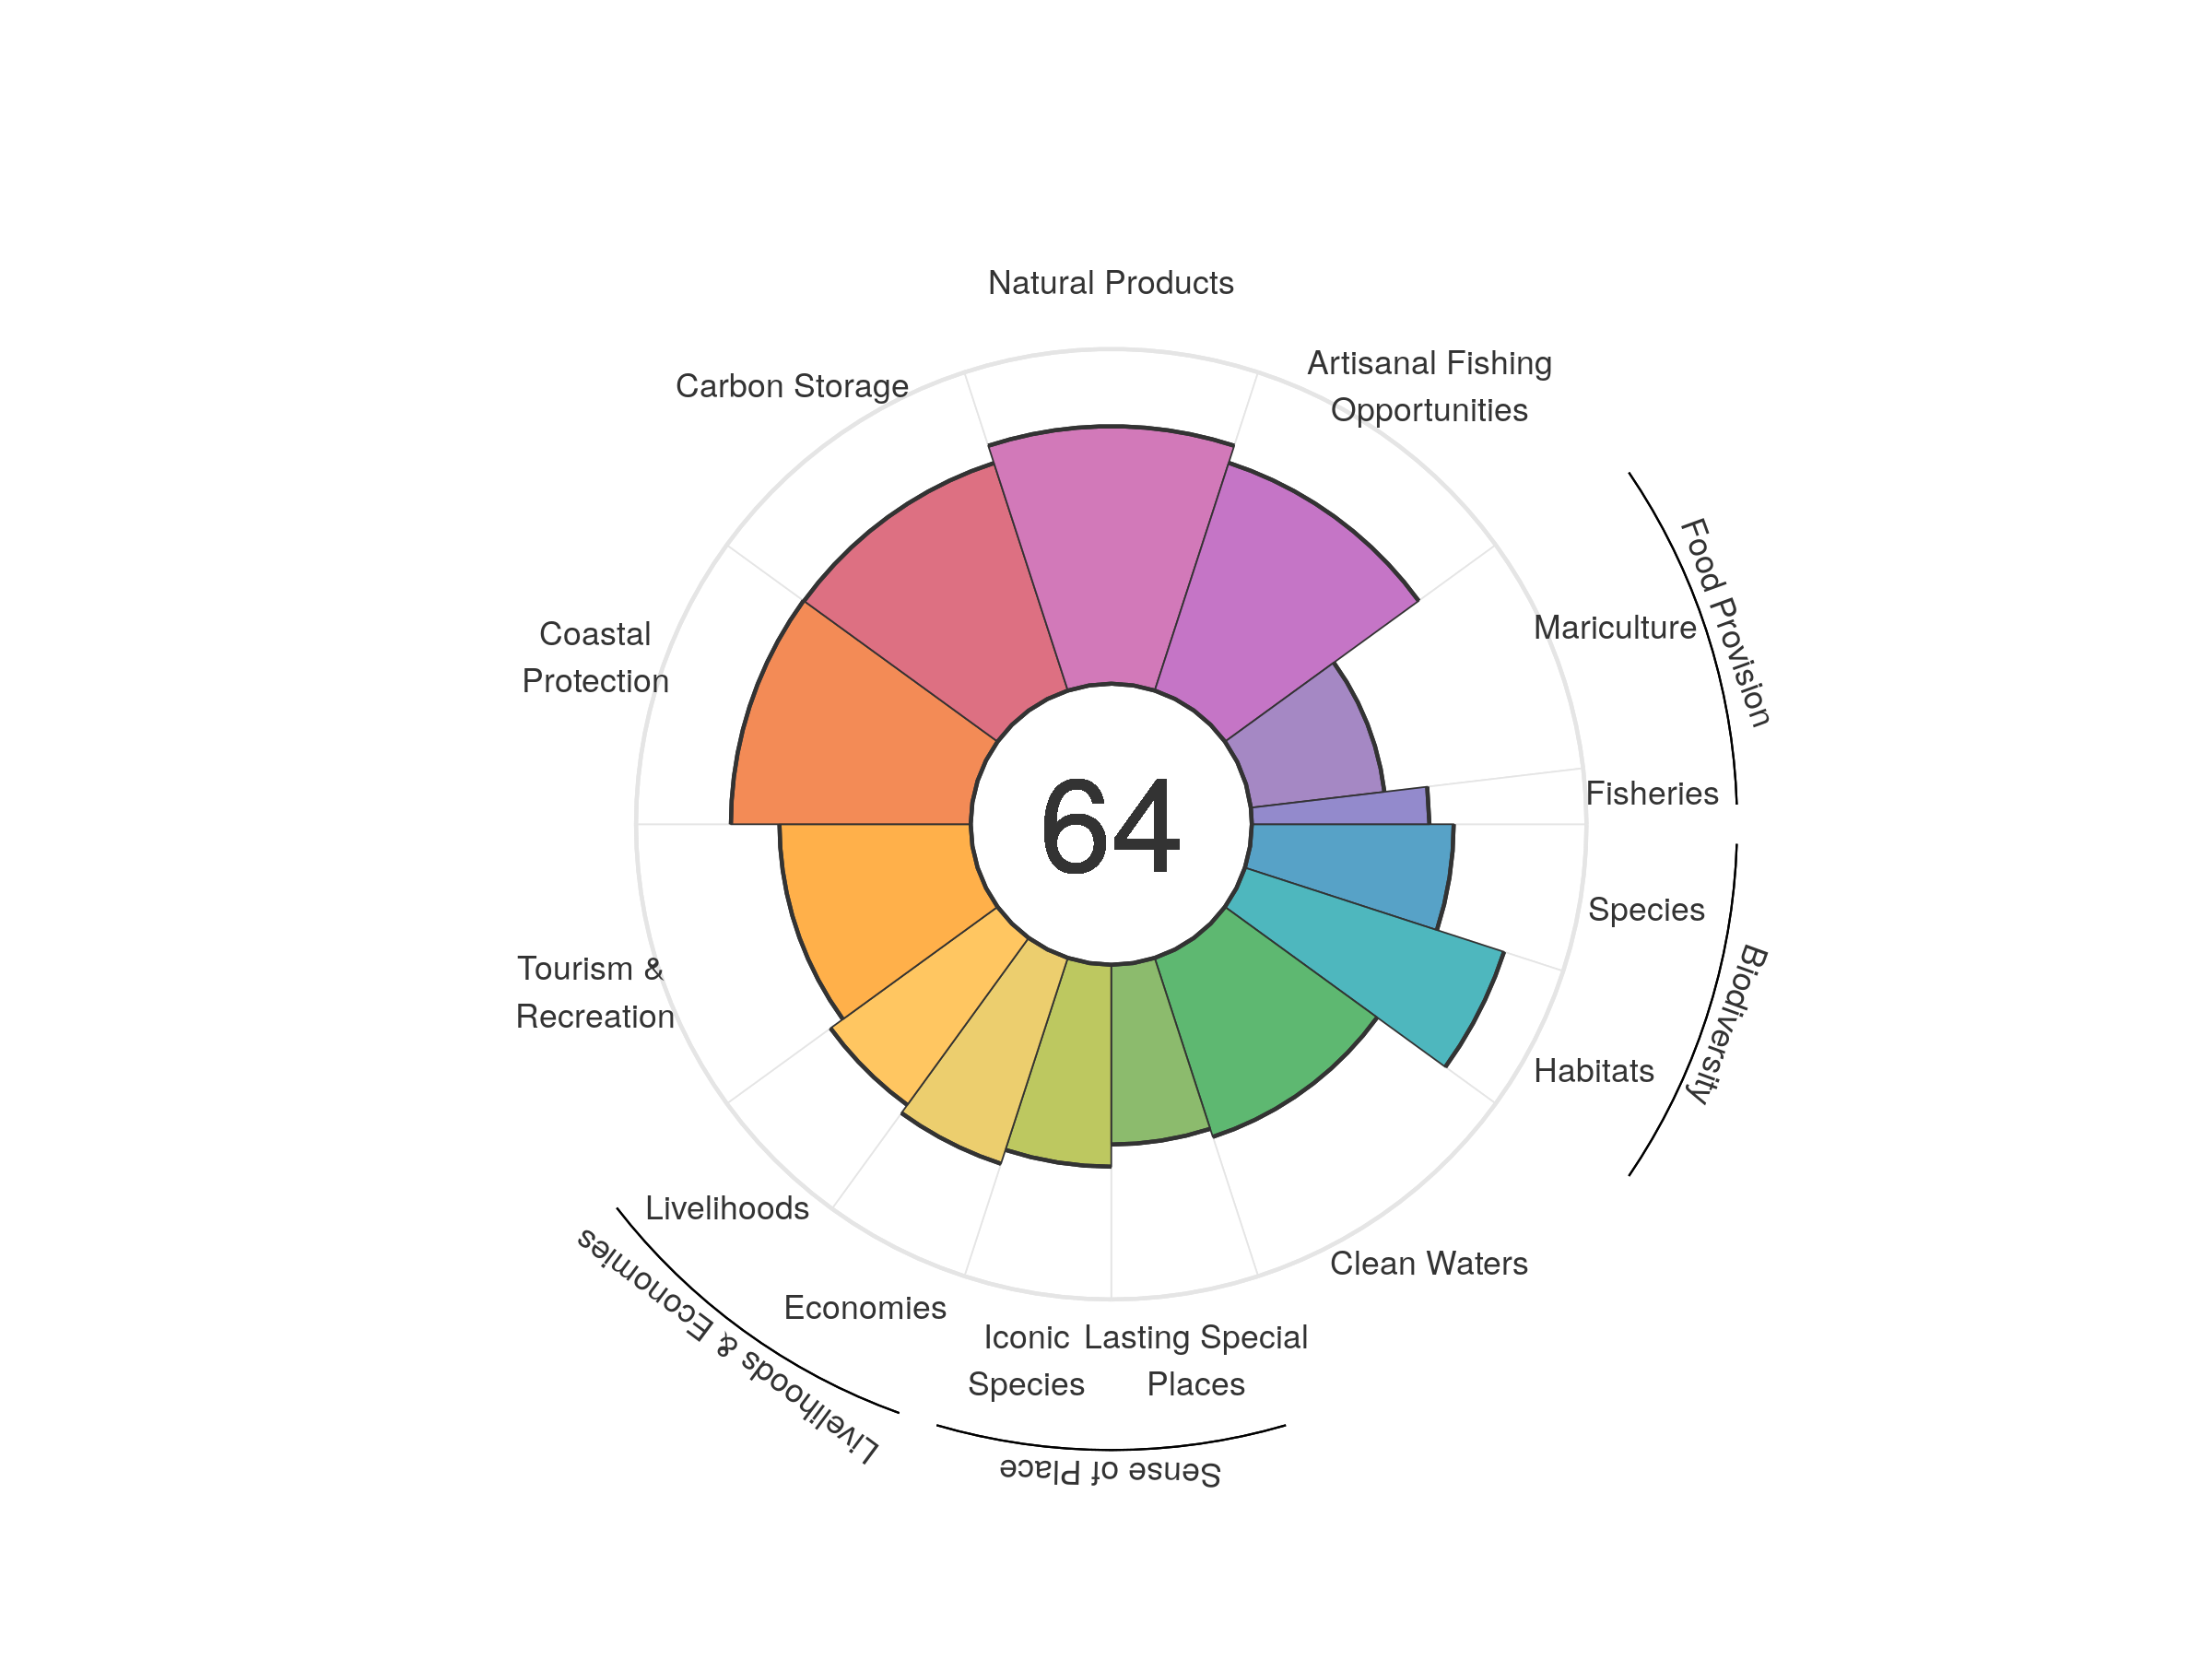 Natural Products
Artisanal Fishing
Opportunities
Carbon Storage
Food Provision
Mariculture
Coastal
Protection
64
Fisheries
Species
Biodiversity
Tourism &
Recreation
Habitats
Livelihoods
Clean Waters
Livelihoods & Economies
Economies
Iconic
Species
Lasting Special
Places
Sense of Place